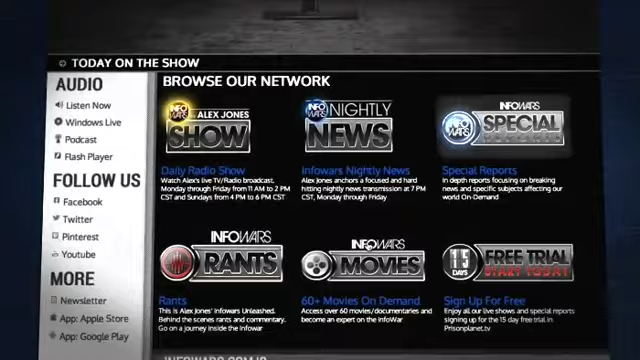 TODAY ON THE SHOW
AUDIO
Listen Now
Windows Live
Podcast
Flash Player
FOLLOW US
Facebook
Twitter
Pinterest
Youtube
MORE
Newsletter
App: Apple Store
App: Google Play
BROWSE OUR NETWORK
INFO WARS ALEX JONES
SHOW
Daily Radio Show
Watch Alex's live TV/Radio broadcast.
Monday through Friday from 11 AM to 2 PM
CST and Sundays from 4 PM to 6 PM CST
INFO WARS NIGHTLY
NEWS
Infowars Nightly News
Alex Jones anchors a focused and hard
hitting nightly news transmission at 7 PM
CST, Monday through Friday
INFOWARS
INFO WARS SPECIAL
Special Reports
In depth reports focusing on breaking
news and specific subjects affecting our
world On-Demand
INFOWARS
RANTS
Rants
This is Alex Jones' Infowars Unleashed.
Behind the scenes rants and commentary.
Go on a journey inside the Infowar
INFOWARS
MOVIES
60+ Movies On Demand
Access over 60 movies/documentaries and
become an expert on the InfoWar
15 DAYS
FREE TRIAL
START TODAY
Sign Up For Free
Enjoy all our live shows and special reports
signing up for the 15 day free trial in
Prisonplanet.tv